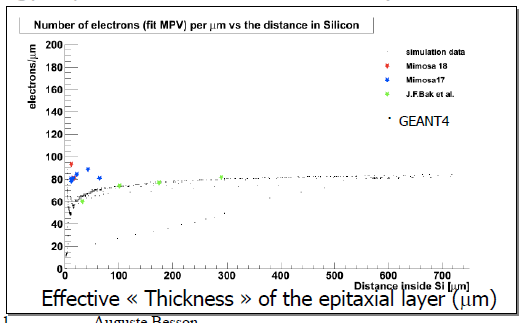 Number of electrons (fit MPV) per µm vs the distance in Silicon
electrons/µm
200
180
160
140
120
100
80
60
40
20
0
simulation data
Mimosa 18
Mimosa17
J.F.Bak et al.
GEANT4
0 100 200 300 400 500 600 700
Distance inside Si [µm]
Effective « Thickness » of the epitaxial layer (µm)
Auguste Besson